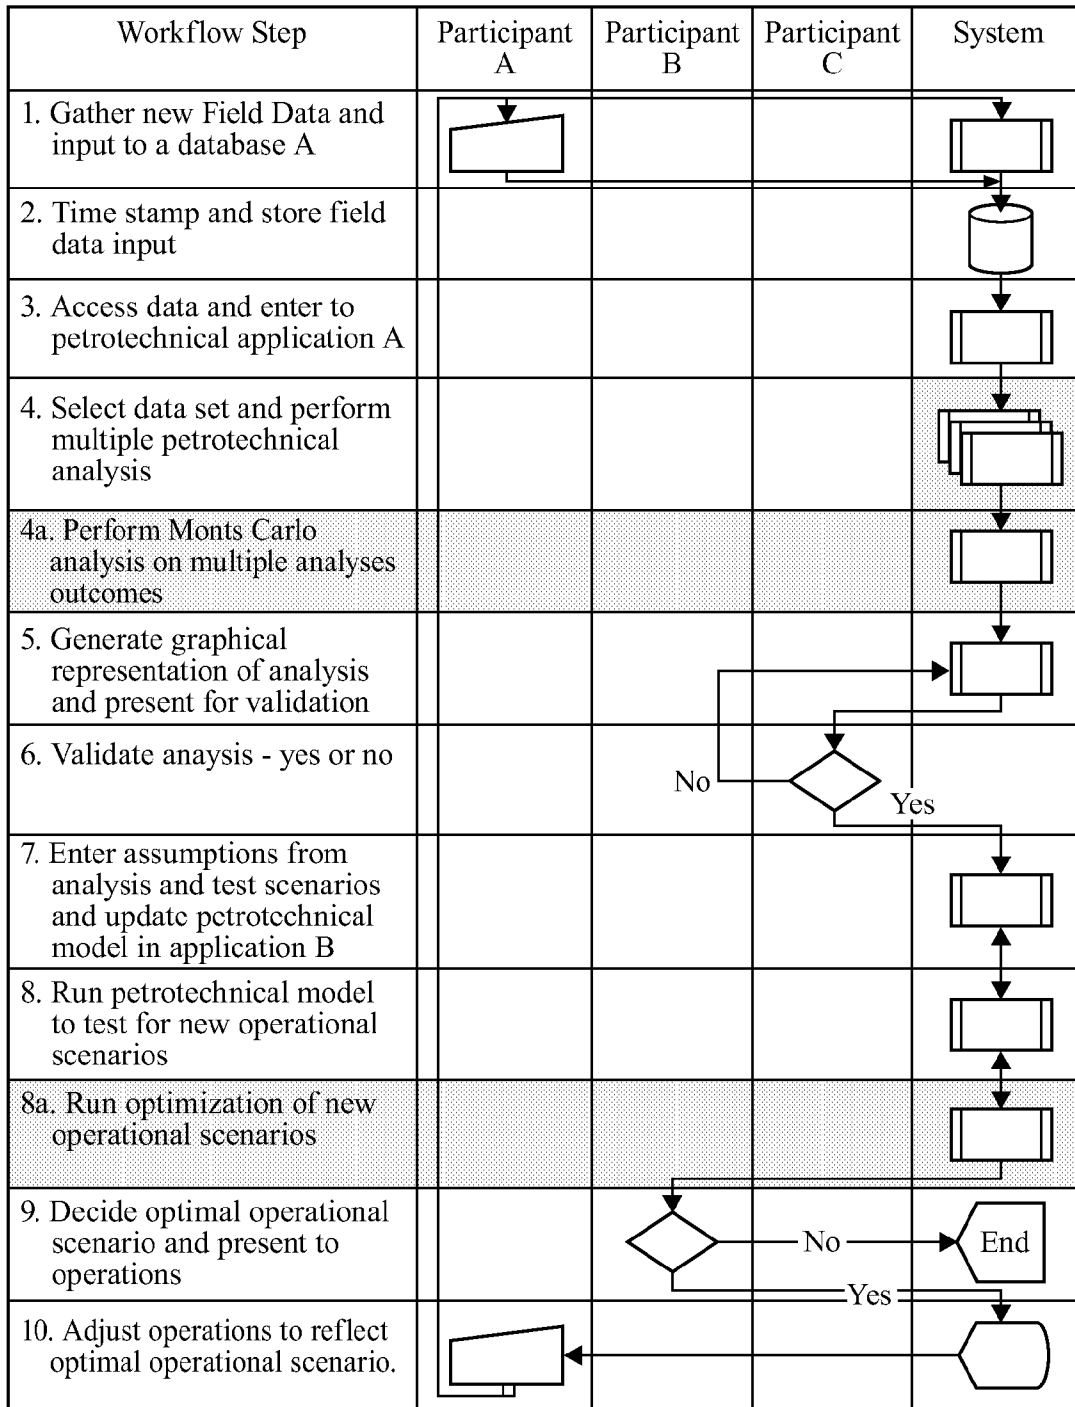 Workflow Step
Participant
A
Participant
B
Participant
C
System
1. Gather new Field Data and
input to a database A
2. Time stamp and store field
data input
3. Access data and enter to
petrotechnical application A
4. Select data set and perform
multiple petrotechnical
analysis
4a. Perform Monts Carlo
analysis on multiple analyses
outcomes
5. Generate graphical
representation of analysis
and present for validation
6. Validate anaysis - yes or no
No
Yes
7. Enter assumptions from
analysis and test scenarios
and update petrotechnical
model in application B
8. Run petrotechnical model
to test for new operational
scenarios
8a. Run optimization of new
operational scenarios
9. Decide optimal operational
scenario and present to
operations
No
End
Yes
10. Adjust operations to reflect
optimal operational scenario.